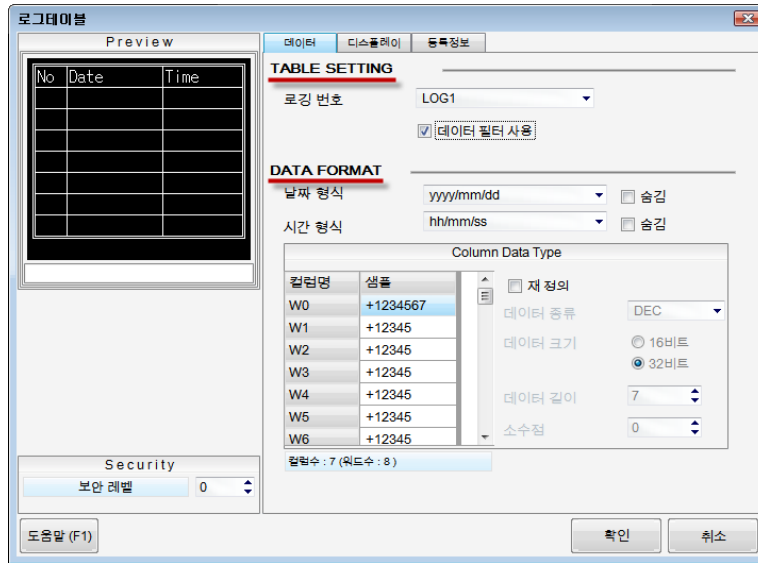 로그테이블
Preview
No Date Time
Security
보안 레벨 0
데이터 디스플레이 등록정보
TABLE SETTING
로깅 번호 LOG1
데이터 필터 사용
DATA FORMAT
날짜 형식 yyyy/mm/dd 숨김
시간 형식 hh/mm/ss 숨김
Column Data Type
컬럼명 샘플
W0 +1234567
W1 +12345
W2 +12345
W3 +12345
W4 +12345
W5 +12345
W6 +12345
재 정의
데이터 종류 DEC
데이터 크기 16비트
32비트
데이터 길이 7
소수점 0
컬럼수 : 7 (워드수 : 8 )
도움말 (F1) 확인 취소